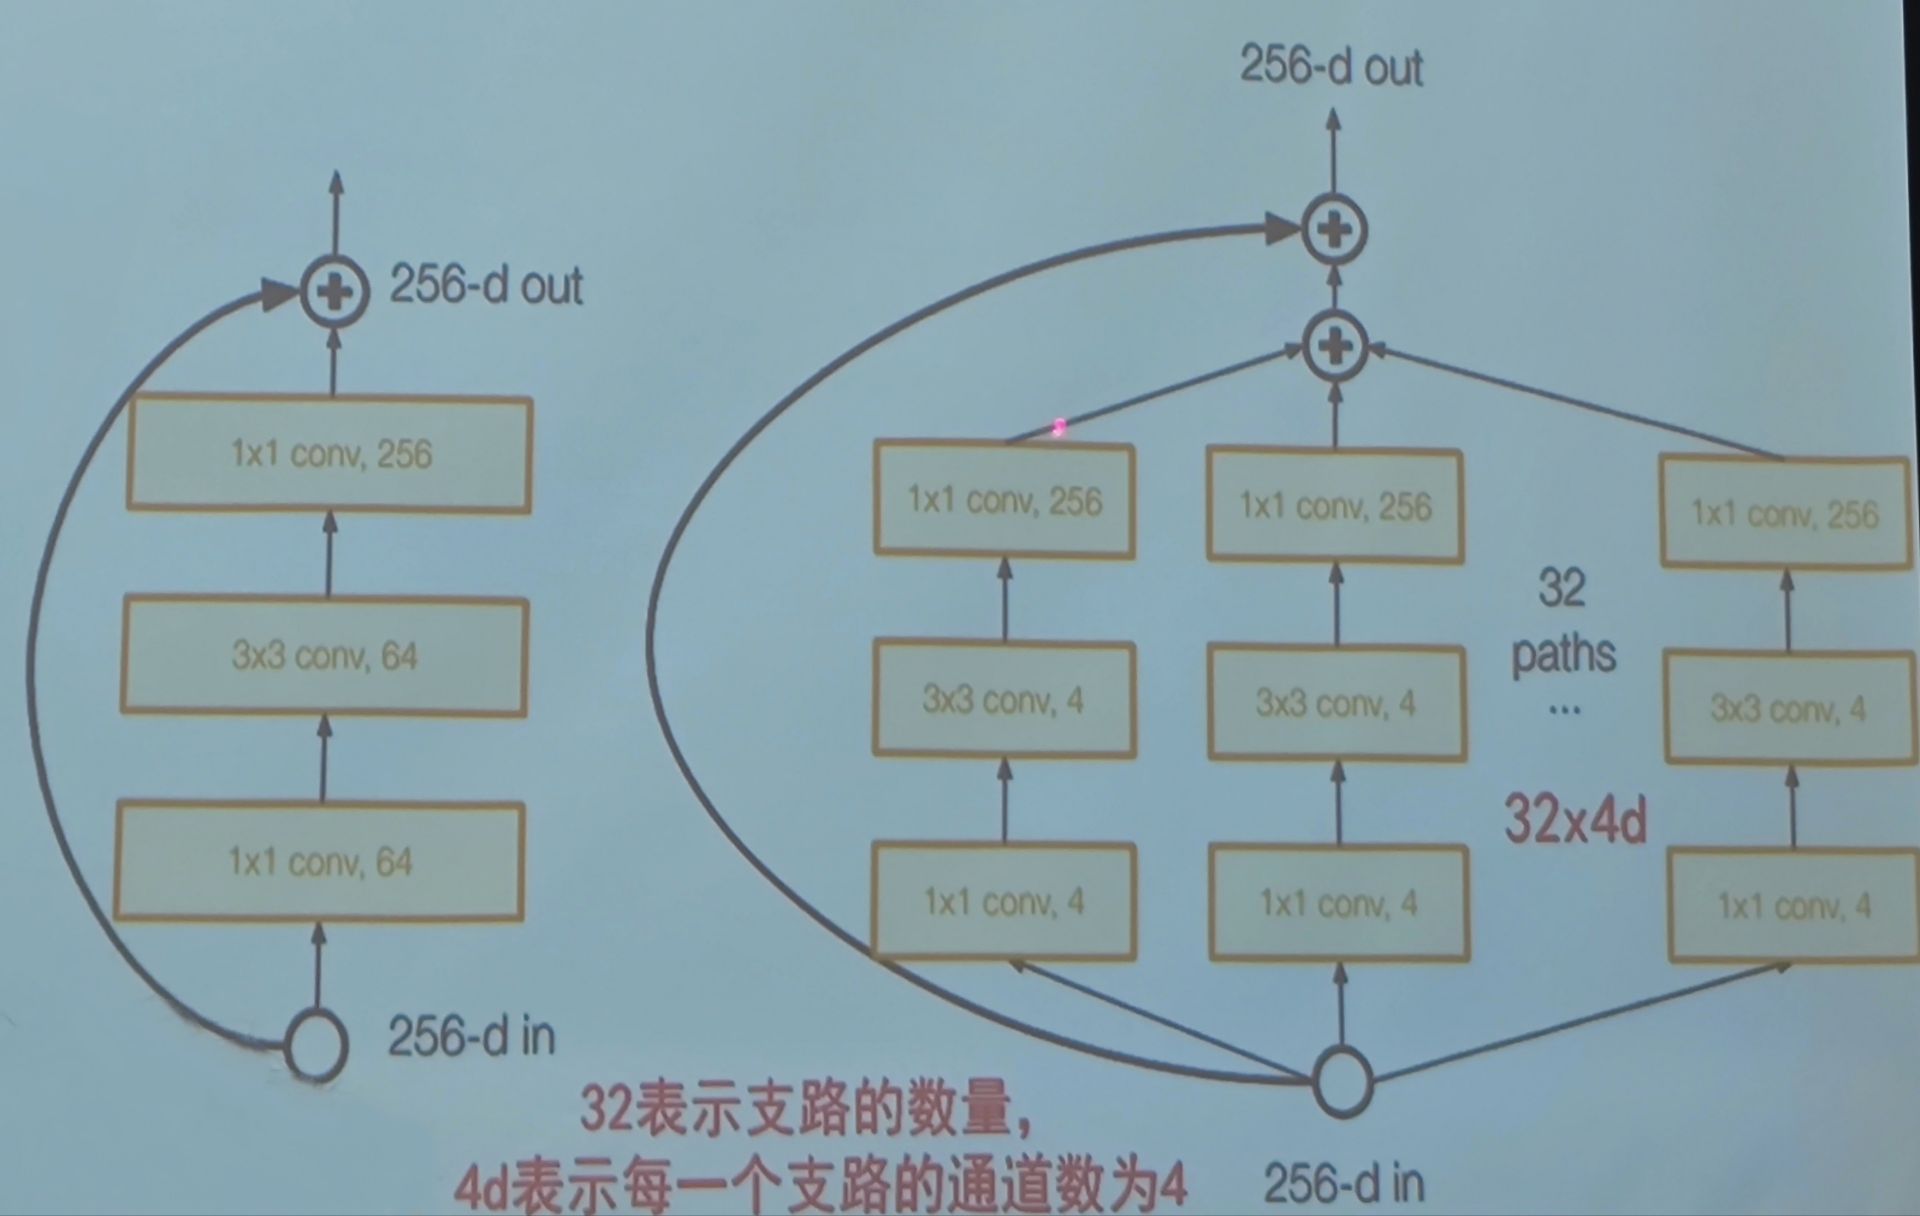 256-d out
1x1 conv, 256
3x3 conv, 64
1x1 conv, 64
256-d in
256-d out
1x1 conv, 256
1x1 conv, 256
1x1 conv, 256
32
paths
...
3x3 conv, 4
3x3 conv, 4
3x3 conv, 4
32x4d
1x1 conv, 4
1x1 conv, 4
1x1 conv, 4
256-d in
32表示支路的数量，
4d表示每一个支路的通道数为4